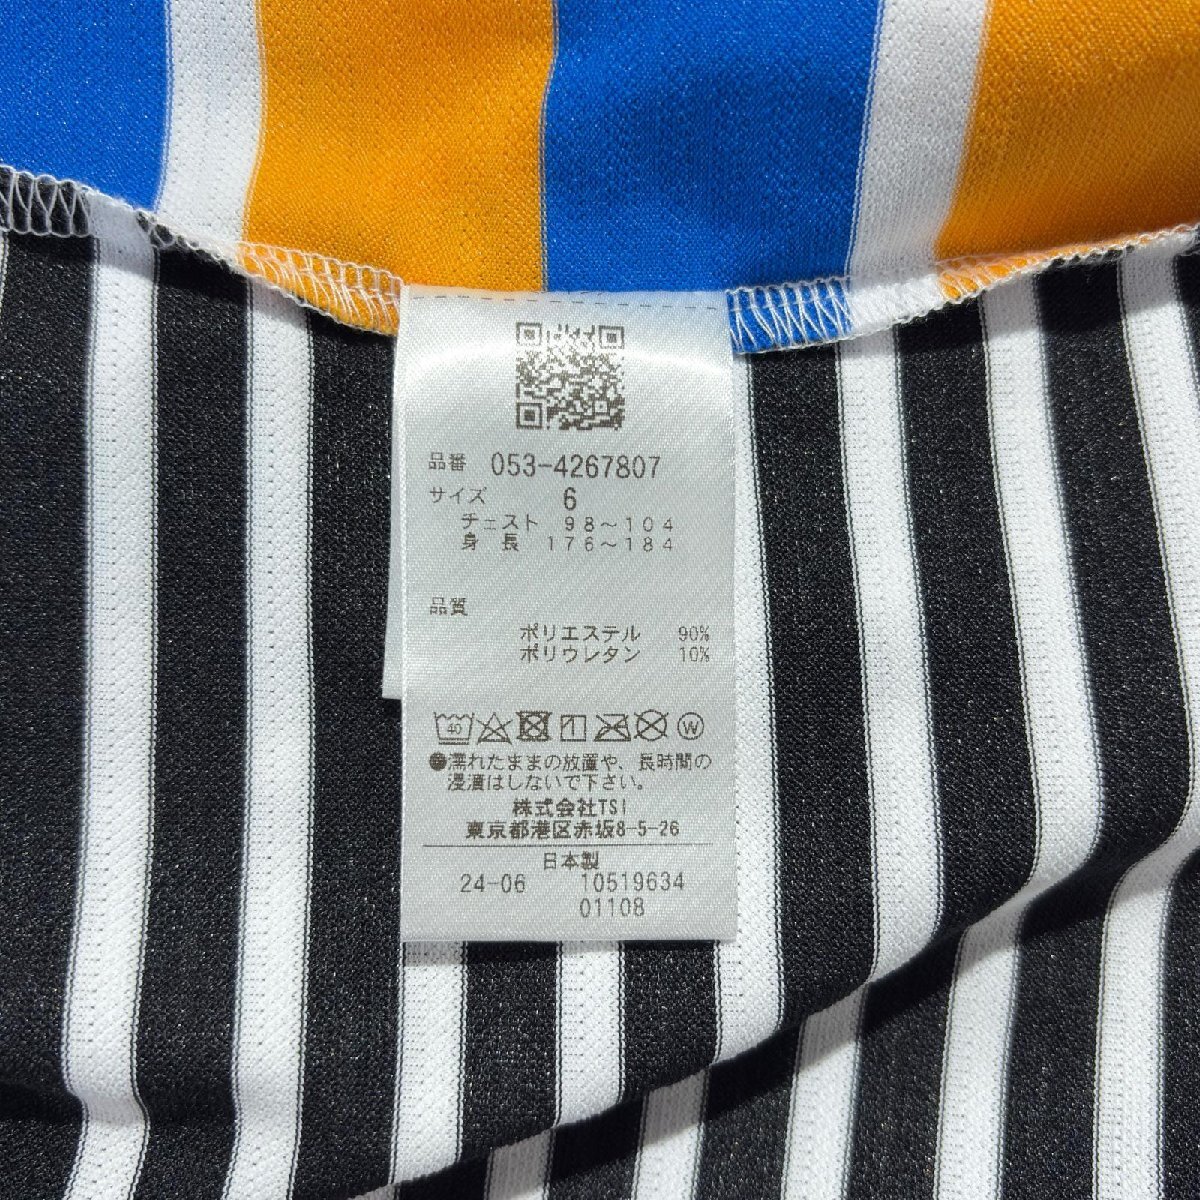 品番 053-4267807
サイズ 6
チェスト 98～104
身長 176～184
品質
ポリエステル 90%
ポリウレタン 10%
40 W
●濡れたままの放置や、長時間の
浸漬はしないで下さい。
株式会社TSI
東京都港区赤坂8-5-26
日本製
24-06 10519634
01108